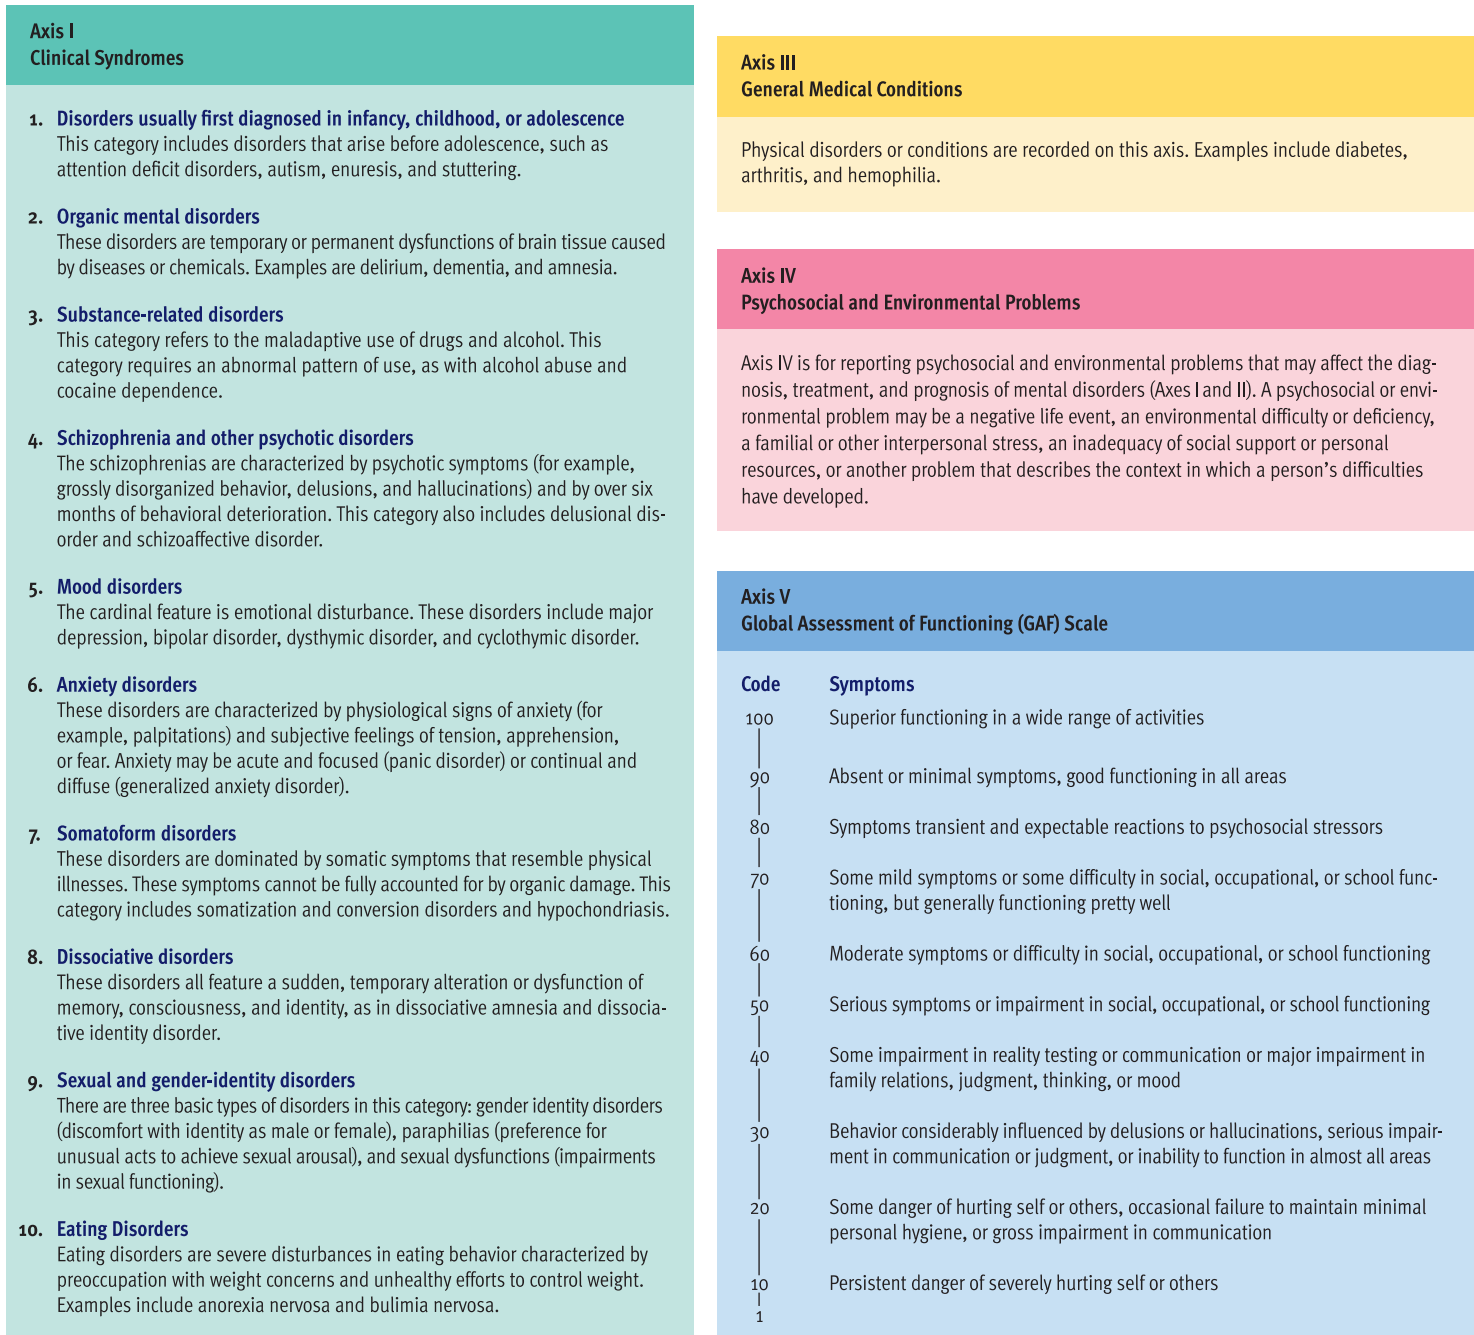 Axis I
Clinical Syndromes
1. Disorders usually first diagnosed in infancy, childhood, or adolescence
This category includes disorders that arise before adolescence, such as
attention deficit disorders, autism, enuresis, and stuttering.
2. Organic mental disorders
These disorders are temporary or permanent dysfunctions of brain tissue caused
by diseases or chemicals. Examples are delirium, dementia, and amnesia.
3. Substance-related disorders
This category refers to the maladaptive use of drugs and alcohol. This
category requires an abnormal pattern of use, as with alcohol abuse and
cocaine dependence.
4. Schizophrenia and other psychotic disorders
The schizophrenias are characterized by psychotic symptoms (for example,
grossly disorganized behavior, delusions, and hallucinations) and by over six
months of behavioral deterioration. This category also includes delusional dis-
order and schizoaffective disorder.
5. Mood disorders
The cardinal feature is emotional disturbance. These disorders include major
depression, bipolar disorder, dysthymic disorder, and cyclothymic disorder.
6. Anxiety disorders
These disorders are characterized by physiological signs of anxiety (for
example, palpitations) and subjective feelings of tension, apprehension,
or fear. Anxiety may be acute and focused (panic disorder) or continual and
diffuse (generalized anxiety disorder).
7. Somatoform disorders
These disorders are dominated by somatic symptoms that resemble physical
illnesses. These symptoms cannot be fully accounted for by organic damage. This
category includes somatization and conversion disorders and hypochondriasis.
8. Dissociative disorders
These disorders all feature a sudden, temporary alteration or dysfunction of
memory, consciousness, and identity, as in dissociative amnesia and dissocia-
tive identity disorder.
9. Sexual and gender-identity disorders
There are three basic types of disorders in this category: gender identity disorders
(discomfort with identity as male or female), paraphilias (preference for
unusual acts to achieve sexual arousal), and sexual dysfunctions (impairments
in sexual functioning).
10. Eating Disorders
Eating disorders are severe disturbances in eating behavior characterized by
preoccupation with weight concerns and unhealthy efforts to control weight.
Examples include anorexia nervosa and bulimia nervosa.
Axis III
General Medical Conditions
Physical disorders or conditions are recorded on this axis. Examples include diabetes,
arthritis, and hemophilia.
Axis IV
Psychosocial and Environmental Problems
Axis IV is for reporting psychosocial and environmental problems that may affect the diag-
nosis, treatment, and prognosis of mental disorders (Axes I and II). A psychosocial or envi-
ronmental problem may be a negative life event, an environmental difficulty or deficiency,
a familial or other interpersonal stress, an inadequacy of social support or personal
resources, or another problem that describes the context in which a person's difficulties
have developed.
Axis V
Global Assessment of Functioning (GAF) Scale
Code Symptoms
100 Superior functioning in a wide range of activities
90 Absent or minimal symptoms, good functioning in all areas
80 Symptoms transient and expectable reactions to psychosocial stressors
70 Some mild symptoms or some difficulty in social, occupational, or school func-
tioning, but generally functioning pretty well
60 Moderate symptoms or difficulty in social, occupational, or school functioning
50 Serious symptoms or impairment in social, occupational, or school functioning
40 Some impairment in reality testing or communication or major impairment in
family relations, judgment, thinking, or mood
30 Behavior considerably influenced by delusions or hallucinations, serious impair-
ment in communication or judgment, or inability to function in almost all areas
20 Some danger of hurting self or others, occasional failure to maintain minimal
personal hygiene, or gross impairment in communication
10 Persistent danger of severely hurting self or others
1